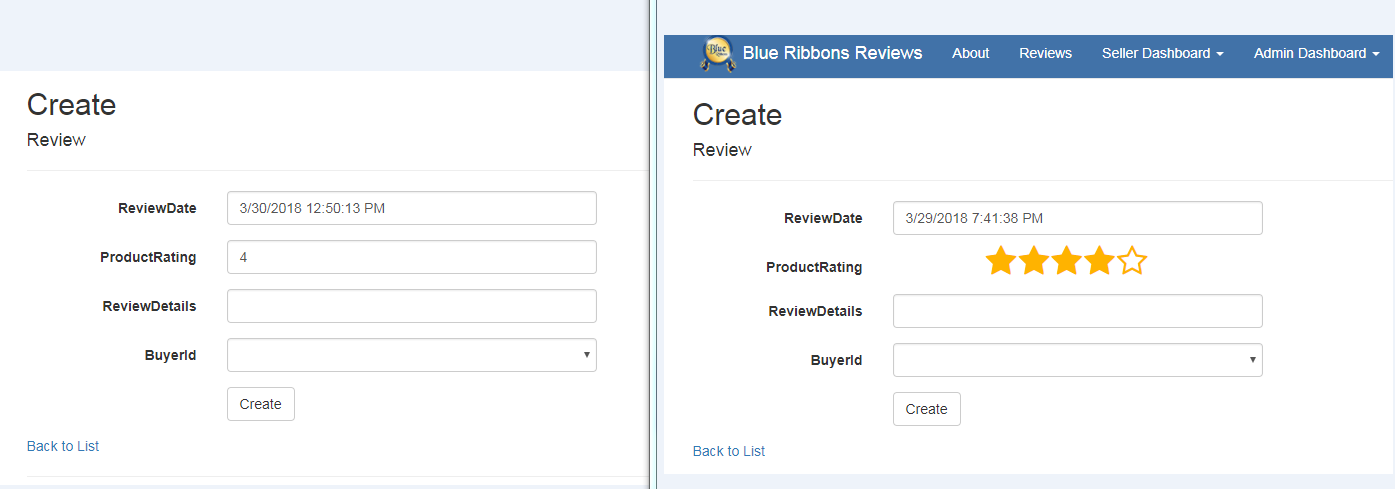 Create
Review
ReviewDate 3/30/2018 12:50:13 PM
ProductRating 4
ReviewDetails
BuyerId
Create
Back to List
Blue Blue Ribbons Reviews About Reviews Seller Dashboard Admin Dashboard
Create
Review
ReviewDate 3/29/2018 7:41:38 PM
ProductRating
ReviewDetails
BuyerId
Create
Back to List